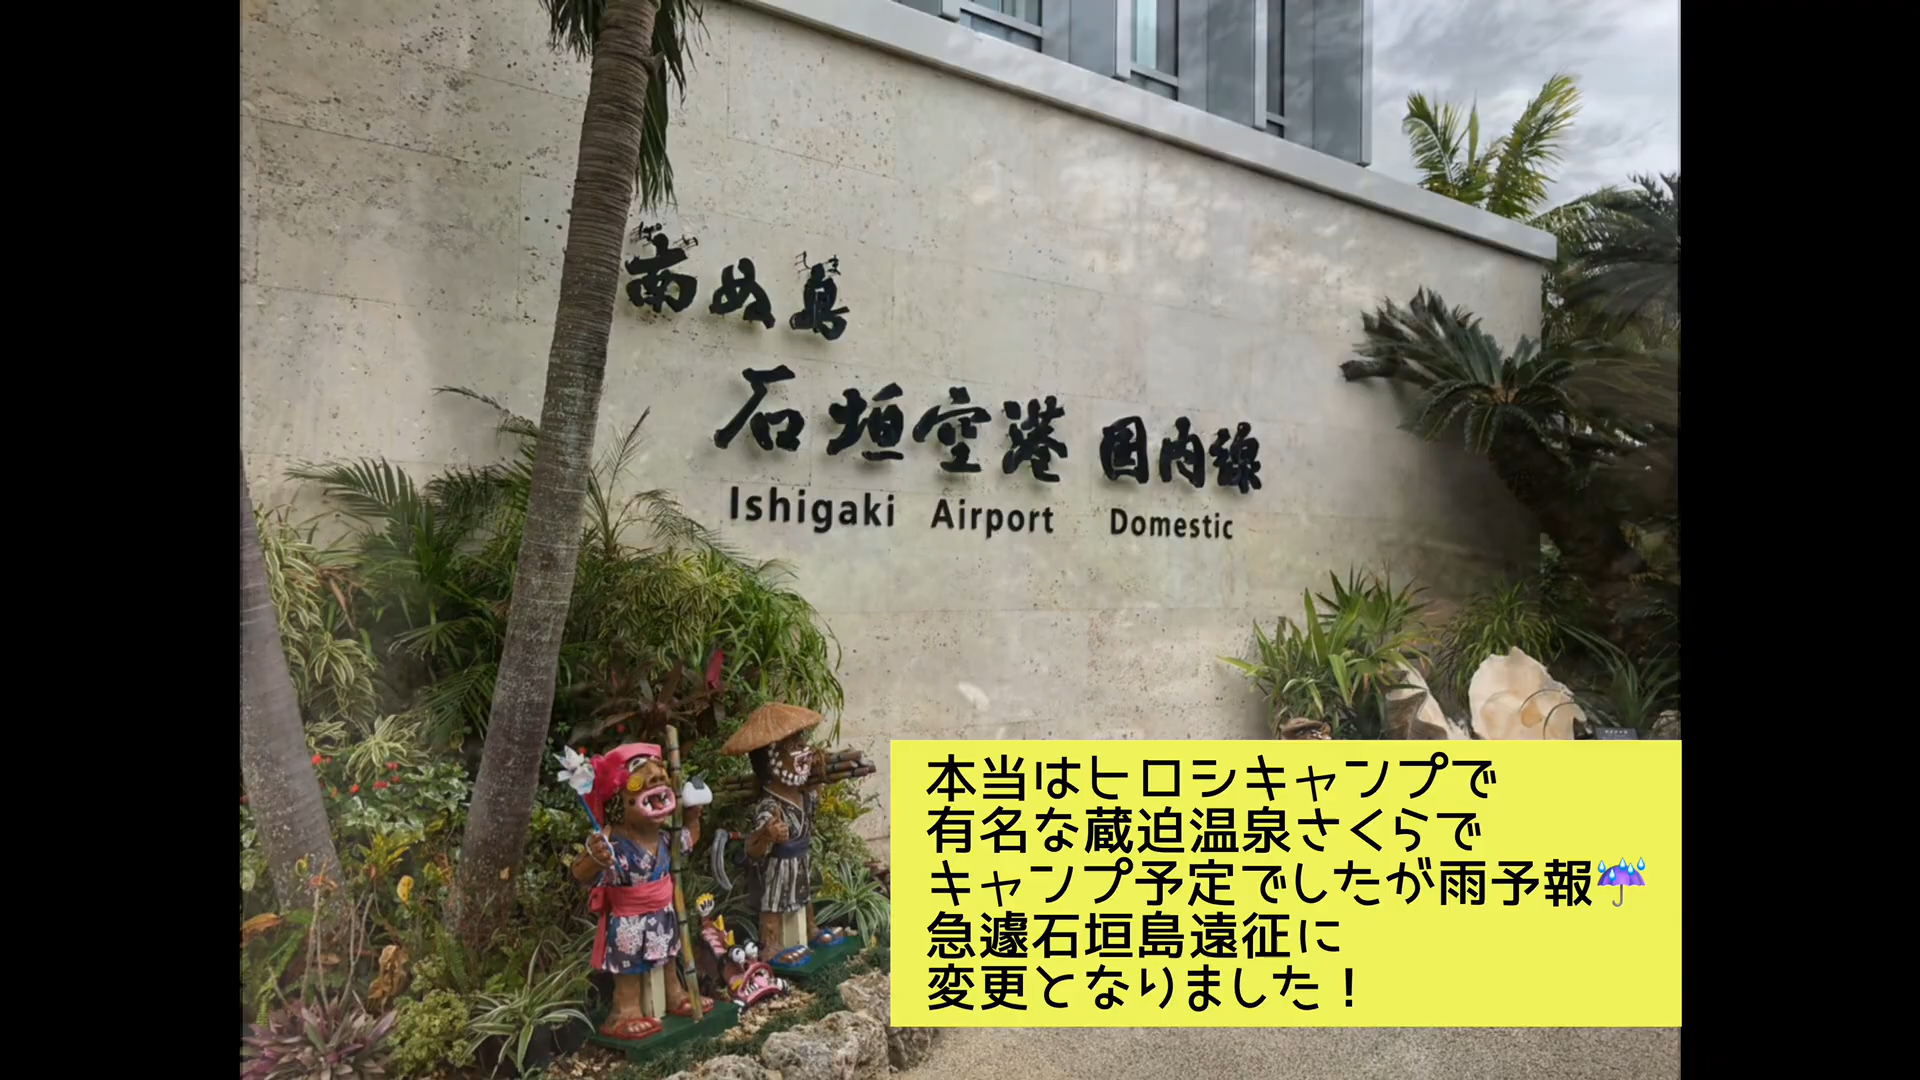 南ぬ島
石垣空港 国内線
Ishigaki Airport Domestic
本当はヒロシキャンプで
有名な蔵迫温泉さくらで
キャンプ予定でしたが雨予報☔
急遽石垣島遠征に
変更となりました！